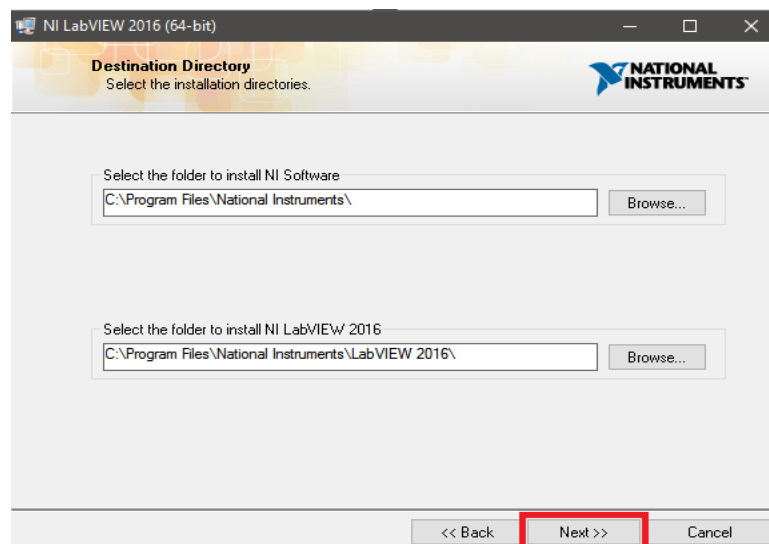 NI LabVIEW 2016 (64-bit)
Destination Directory
Select the installation directories.
NATIONAL
INSTRUMENTS™
Select the folder to install NI Software
C:\Program Files\National Instruments\
Browse...
Select the folder to install NI LabVIEW 2016
C:\Program Files\National Instruments\LabVIEW 2016\
Browse...
<< Back
Next >>
Cancel